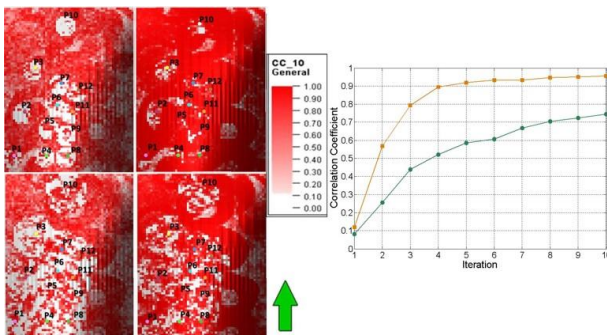 P10
P3
P7
P12
P6
P2
P11
P5
P9
P1
P4
P8
P10
P3
P7
P12
P6
P2
P11
P5
P9
P1
P8
P10
P3
P7
P12
P6
P2
P11
P5
P9
P1
P4
P8
P10
P3
P7
P12
P6
P2
P11
P5
P9
P4
P8
CC_10
General
1.00
0.90
0.80
0.70
0.60
0.50
0.40
0.30
0.20
0.10
0.00
Correlation Coefficient
1
0.9
0.8
0.7
0.6
0.5
0.4
0.3
0.2
0.1
0
1 2 3 4 5 6 7 8 9 10
Iteration